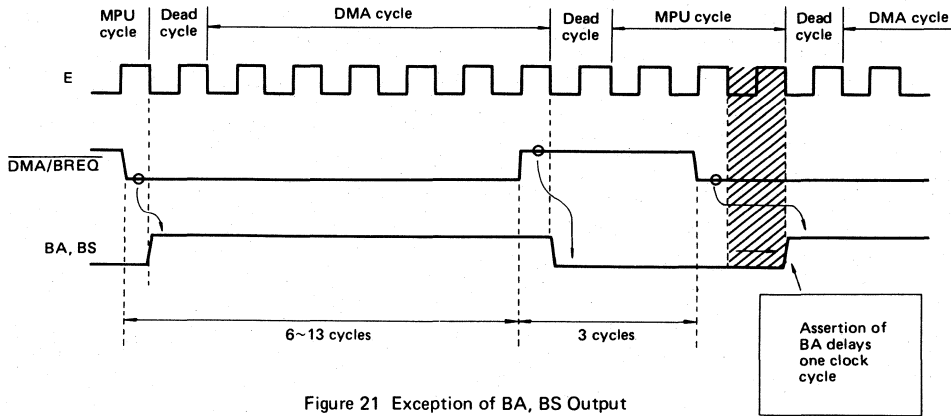 MPU cycle
Dead cycle
DMA cycle
Dead cycle
MPU cycle
Dead cycle
DMA cycle
E
DMA/BREQ
BA, BS
6~13 cycles
3 cycles
Assertion of
BA delays
one clock
cycle
Figure 21 Exception of BA, BS Output